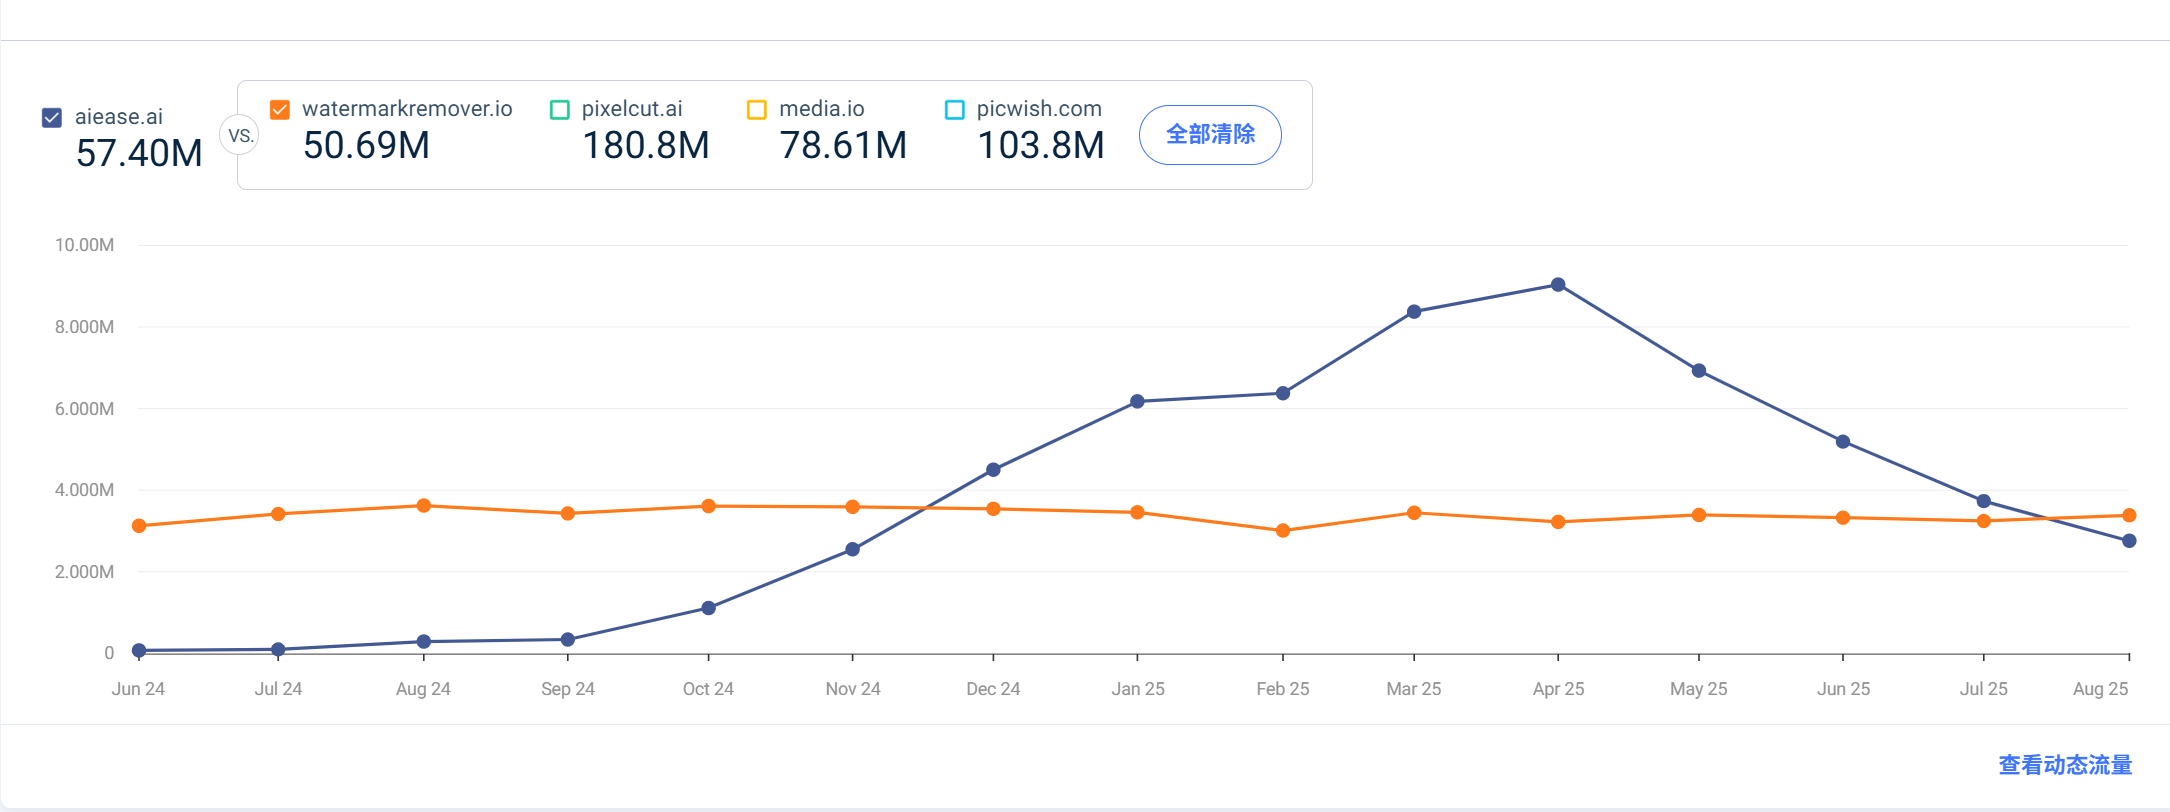 aiease.ai
57.40M
VS.
watermarkremover.io
50.69M
pixelcut.ai
180.8M
media.io
78.61M
picwish.com
103.8M
全部清除
10.00M
8.000M
6.000M
4.000M
2.000M
0
Jun 24 Jul 24 Aug 24 Sep 24 Oct 24 Nov 24 Dec 24 Jan 25 Feb 25 Mar 25 Apr 25 May 25 Jun 25 Jul 25 Aug 25
查看动态流量